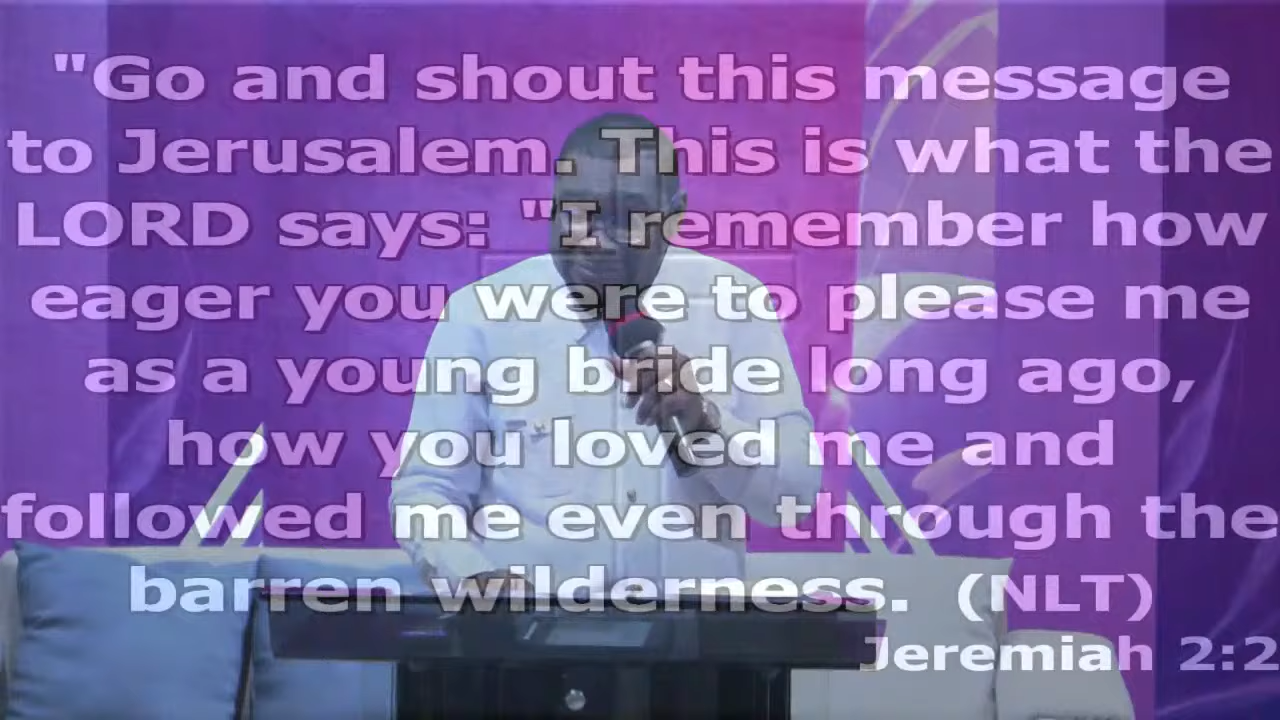 "Go and shout this message
to Jerusalem. This is what the
LORD says: "I remember how
eager you were to please me
as a young bride long ago,
how you loved me and
followed me even through the
barren wilderness. (NLT)
Jeremiah 2:2